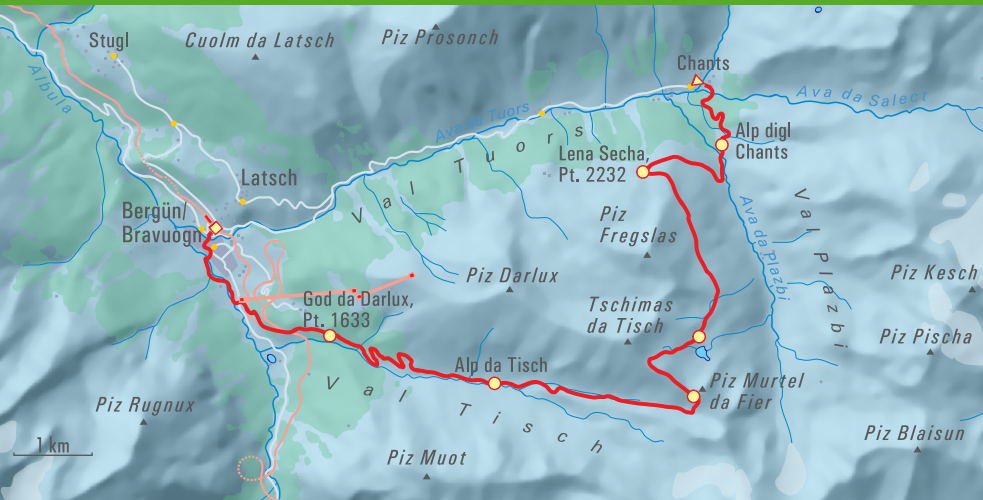 Stugl
Cuolm da Latsch
Piz Prosonch
Chants
Albula
Ava da Tuors
Ava da Salect
Alp digl
Chants
Val Tuors
Lena Secha,
Pt. 2232
Latsch
Bergün/
Bravuogn
Piz
Fregslas
Ava da Plazbi
Val Plazbi
Piz Darlux
Piz Kesch
God da Darlux,
Pt. 1633
Tschimas
da Tisch
Piz Pischa
Alp da Tisch
Val Tisch
Piz Murtel
da Fier
Piz Rugnux
Piz Blaisun
1 km
Piz Muot